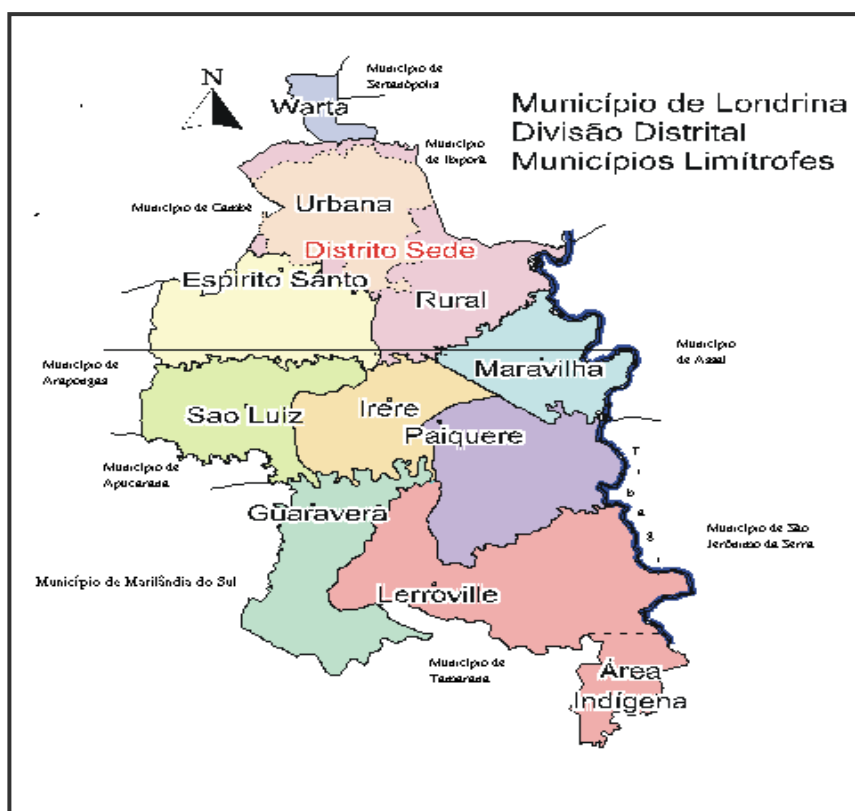 N
Município de
Sertanópolis
Warta
Município de Londrina
Divisão Distrital
Municípios Limítrofes
Município
de Ibiporã
Município de Cambé
Urbana
Distrito Sede
Espirito Santo
Rural
Município
de Assaí
Município de
Arapongas
Maravilha
Sao Luiz
Irere
Paiquere
Município de
Apucarana
Tibagi
Guaravera
Município de São
Jerônimo da Serra
Município de Marilândia do Sul
Lerroville
Município de
Tamarana
Área
Indígena